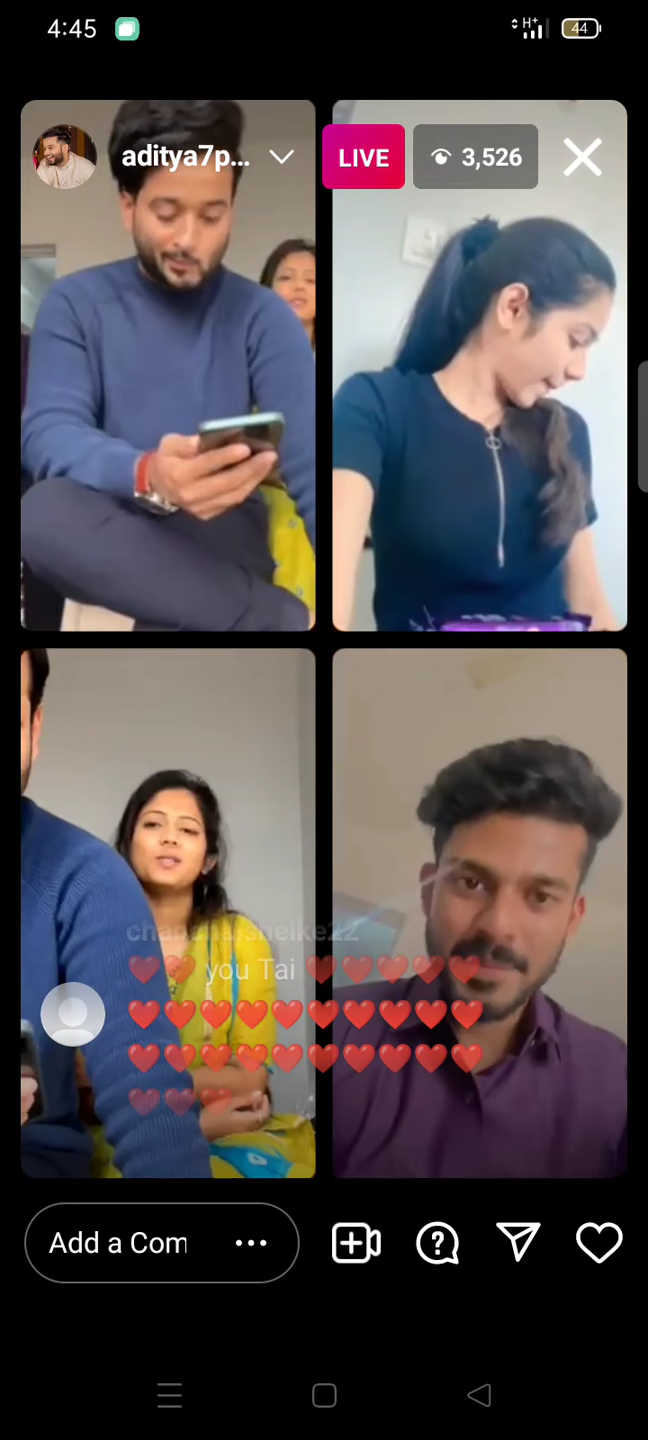 4:45
H+
44
aditya7p...
LIVE
3,526
❤️❤️ you Tai ❤️❤️❤️❤️❤️
❤️❤️❤️❤️❤️❤️❤️❤️❤️❤️
❤️❤️❤️❤️❤️❤️❤️❤️❤️❤️
❤️❤️❤️
Add a Com